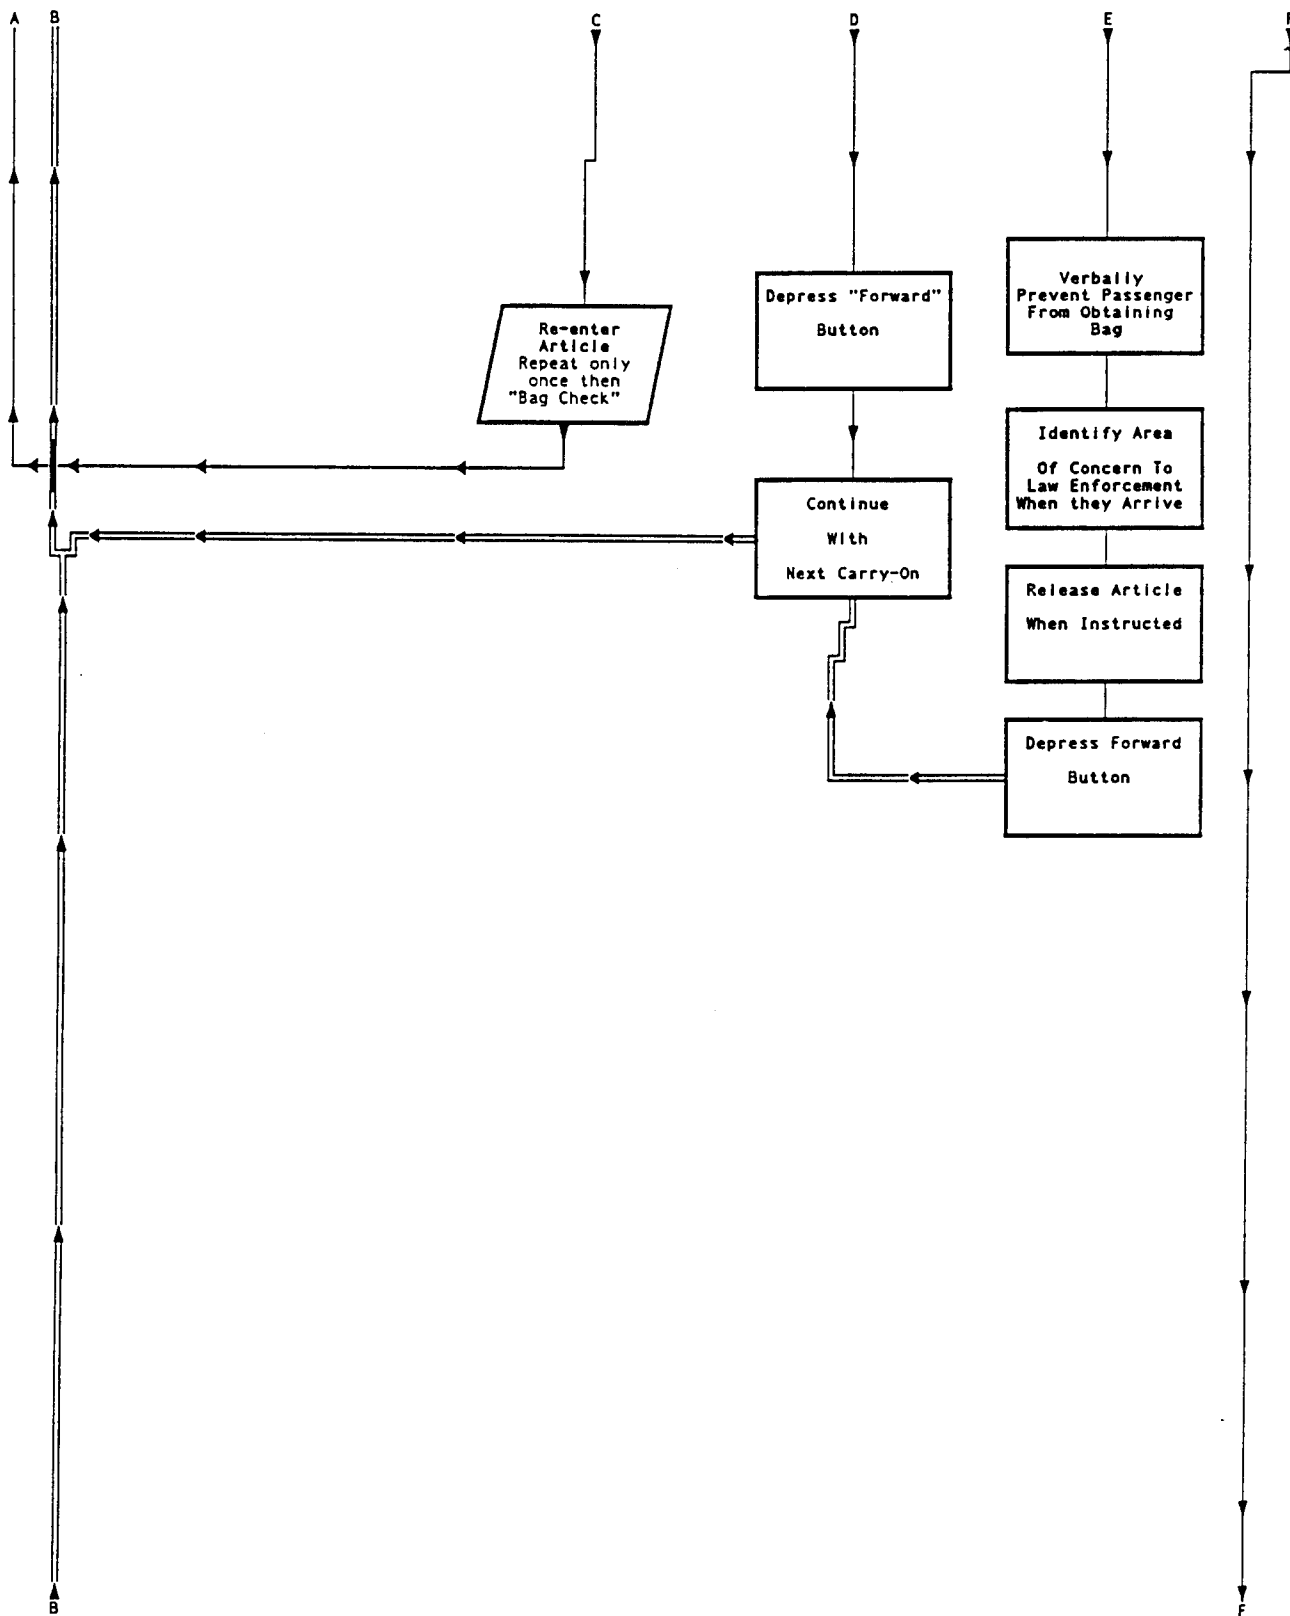 A B C D E F
Re-enter
Article
Repeat only
once then
"Bag Check"
Depress "Forward"
Button
Continue
With
Next Carry-On
Verbally
Prevent Passenger
From Obtaining
Bag
Identify Area
Of Concern To
Law Enforcement
When they Arrive
Release Article
When Instructed
Depress Forward
Button
B F